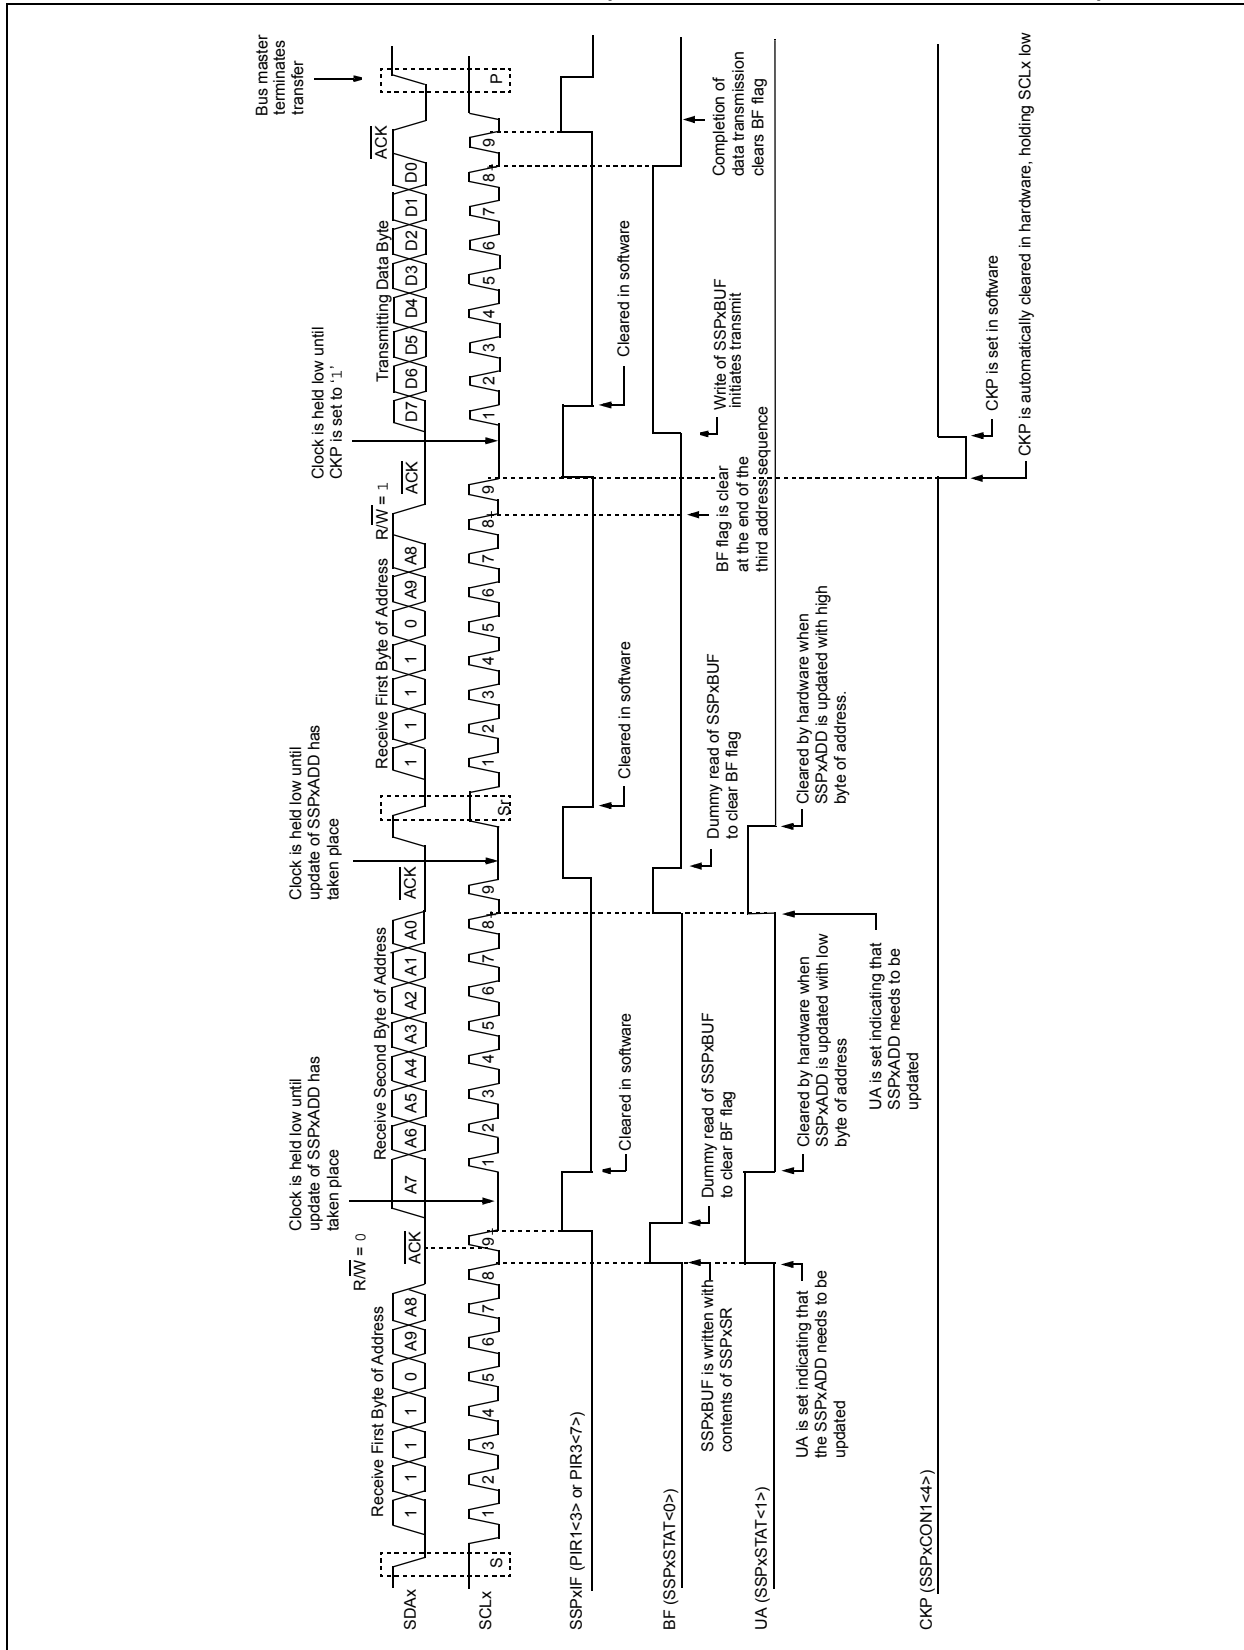 Bus master
terminates
transfer
Clock is held low until
CKP is set to ‘1’
Clock is held low until
update of SSPxADD has
taken place
Clock is held low until
update of SSPxADD has
taken place
R/W = 0
R/W = 1
Receive First Byte of Address
ACK
Receive Second Byte of Address
ACK
Receive First Byte of Address
ACK
Transmitting Data Byte
ACK
SDAx
1 1 1 1 0 A9 A8
A7 A6 A5 A4 A3 A2 A1 A0
1 1 1 1 0 A9 A8
D7 D6 D5 D4 D3 D2 D1 D0
SCLx
S
1 2 3 4 5 6 7 8 9
1 2 3 4 5 6 7 8 9
Sr
1 2 3 4 5 6 7 8 9
1 2 3 4 5 6 7 8 9
P
SSPxIF (PIR1<3> or PIR3<7>)
Cleared in software
Cleared in software
Cleared in software
BF (SSPxSTAT<0>)
SSPxBUF is written with
contents of SSPxSR
Dummy read of SSPxBUF
to clear BF flag
Dummy read of SSPxBUF
to clear BF flag
BF flag is clear
at the end of the
third address sequence
Write of SSPxBUF
initiates transmit
Completion of
data transmission
clears BF flag
UA (SSPxSTAT<1>)
UA is set indicating that
the SSPxADD needs to be
updated
Cleared by hardware when
SSPxADD is updated with low
byte of address
UA is set indicating that
SSPxADD needs to be
updated
Cleared by hardware when
SSPxADD is updated with high
byte of address.
CKP (SSPxCON1<4>)
CKP is set in software
CKP is automatically cleared in hardware, holding SCLx low